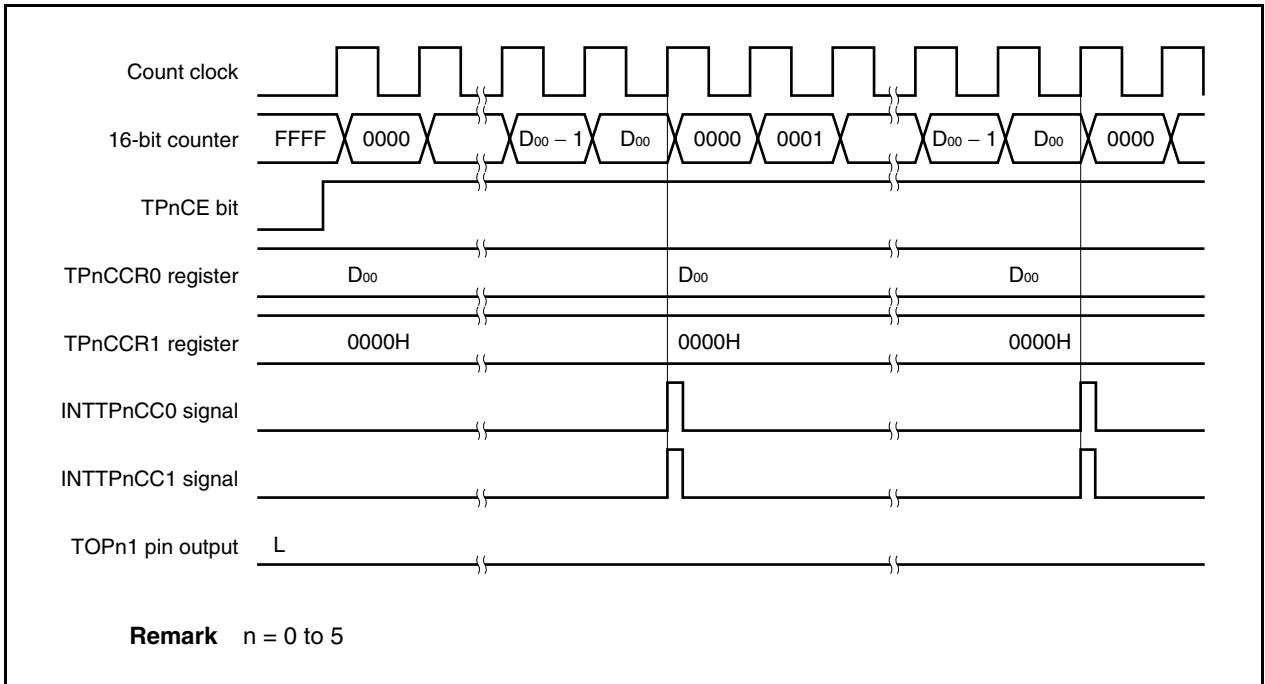 Count clock
16-bit counter FFFF 0000 D00 − 1 D00 0000 0001 D00 − 1 D00 0000
TPnCE bit
TPnCCR0 register D00 D00 D00
TPnCCR1 register 0000H 0000H 0000H
INTTPnCC0 signal
INTTPnCC1 signal
TOPn1 pin output L
Remark n = 0 to 5